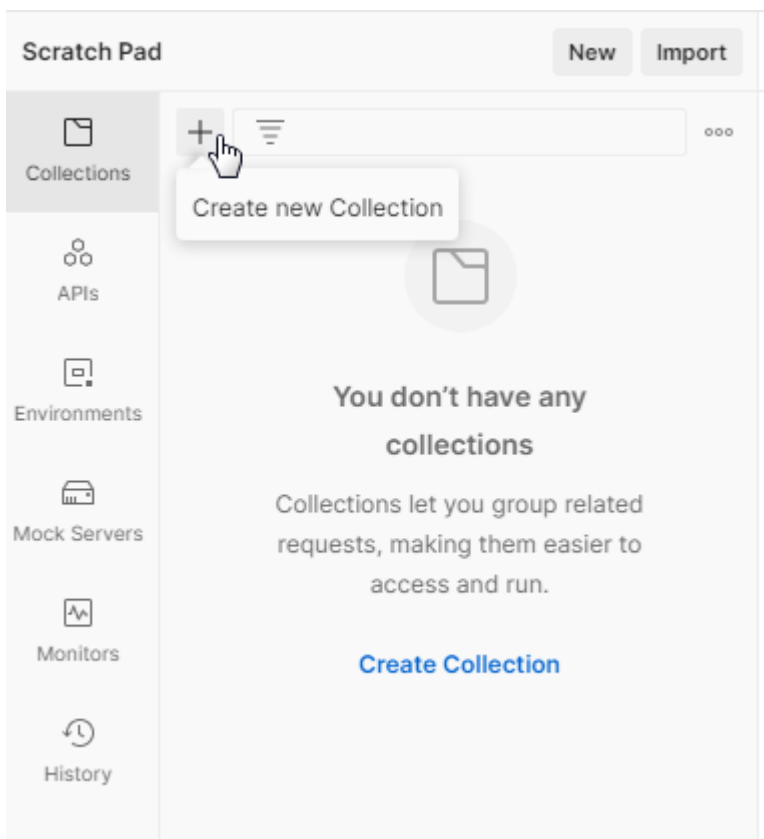 Scratch Pad
New
Import
Collections
Create new Collection
APIs
Environments
Mock Servers
Monitors
History
You don’t have any
collections
Collections let you group related
requests, making them easier to
access and run.
Create Collection